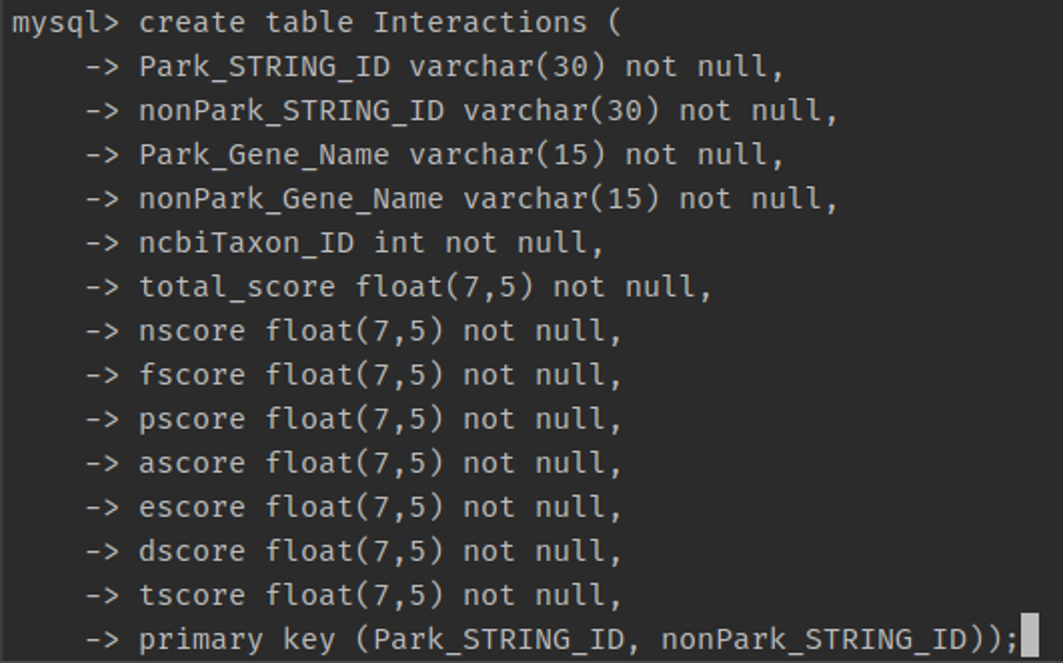 mysql> create table Interactions (
-> Park_STRING_ID varchar(30) not null,
-> nonPark_STRING_ID varchar(30) not null,
-> Park_Gene_Name varchar(15) not null,
-> nonPark_Gene_Name varchar(15) not null,
-> ncbiTaxon_ID int not null,
-> total_score float(7,5) not null,
-> nscore float(7,5) not null,
-> fscore float(7,5) not null,
-> pscore float(7,5) not null,
-> ascore float(7,5) not null,
-> escore float(7,5) not null,
-> dscore float(7,5) not null,
-> tscore float(7,5) not null,
-> primary key (Park_STRING_ID, nonPark_STRING_ID));